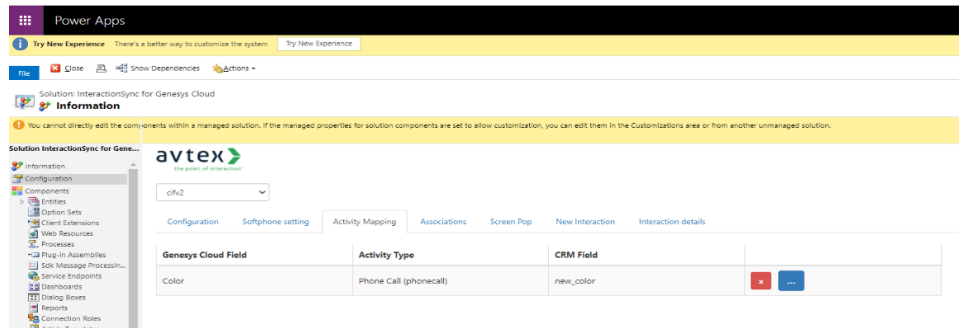 Power Apps
Try New Experience There's a better way to customize the system Try New Experience
File Close Show Dependencies Actions
Solution: InteractionSync for Genesys Cloud
Information
You cannot directly edit the components within a managed solution. If the managed properties for solution components are set to allow customization, you can edit them in the Customizations area or from another unmanaged solution.
Solution InteractionSync for Gene...
Information
Configuration
Components
Entities
Option Sets
Client Extensions
Web Resources
Processes
Plug-in Assemblies
Sdk Message Processin...
Service Endpoints
Dashboards
Dialog Boxes
Reports
Connection Roles
avtex
the point of interaction
cifv2
Configuration Softphone setting Activity Mapping Associations Screen Pop New Interaction Interaction details
Genesys Cloud Field Activity Type CRM Field
Color Phone Call (phonecall) new_color x ...